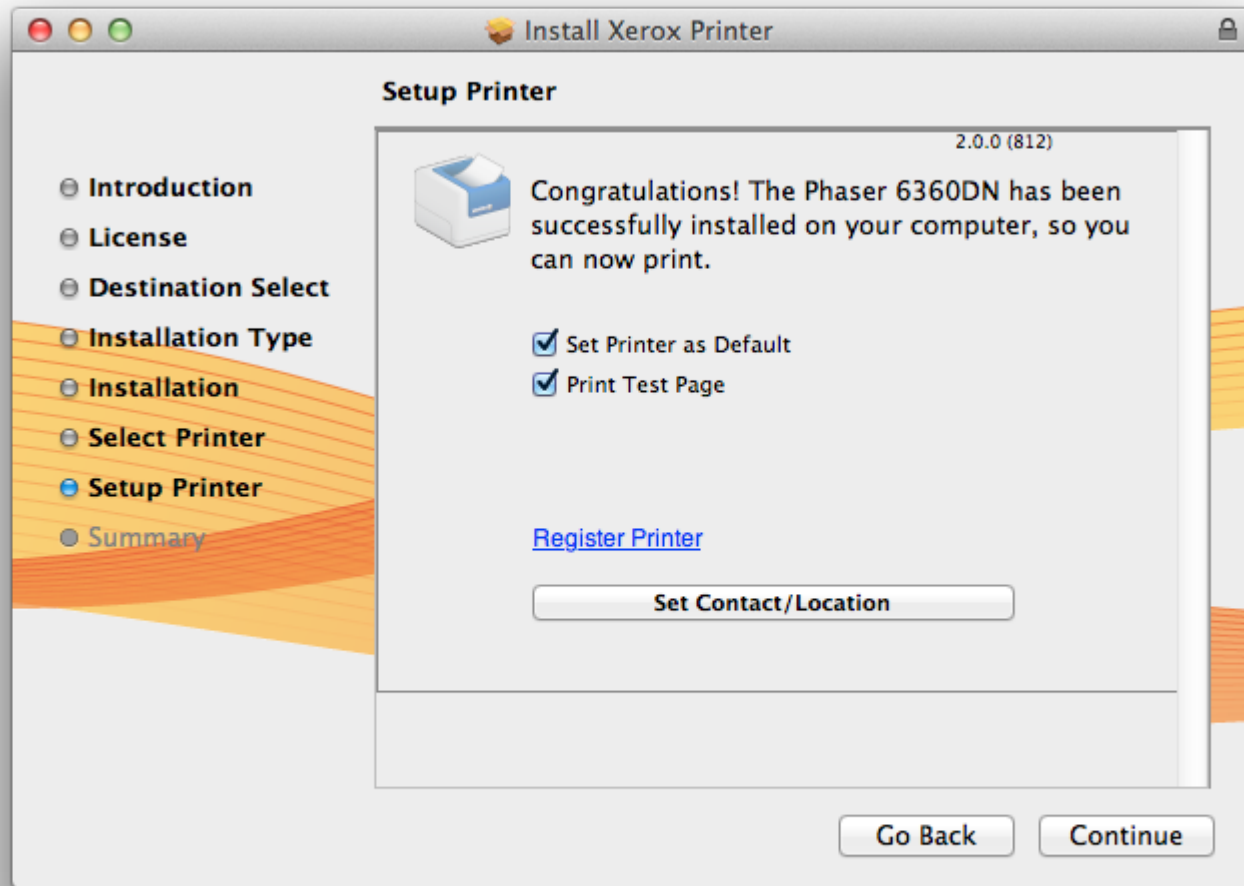 Install Xerox Printer
Setup Printer
Introduction
License
Destination Select
Installation Type
Installation
Select Printer
Setup Printer
Summary
2.0.0 (812)
Congratulations! The Phaser 6360DN has been
successfully installed on your computer, so you
can now print.
Set Printer as Default
Print Test Page
Register Printer
Set Contact/Location
Go Back
Continue